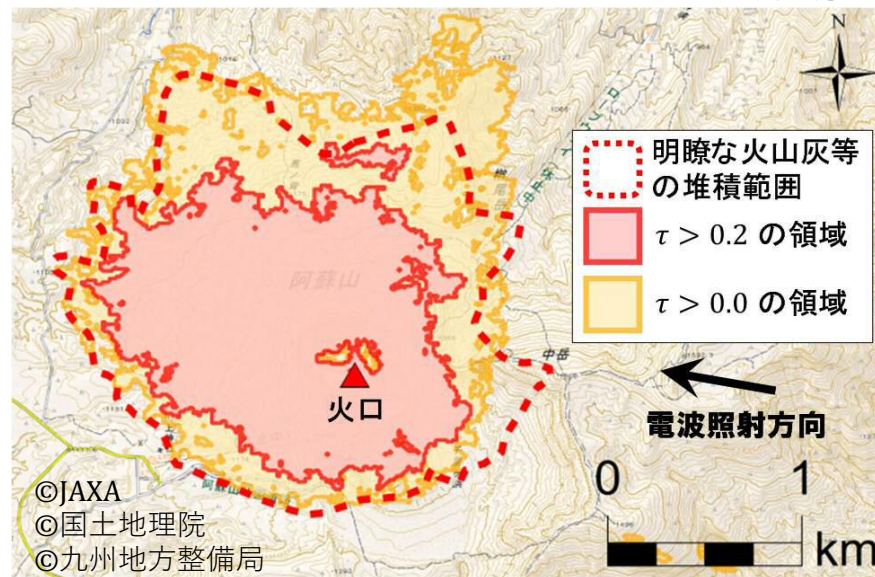 N
明瞭な火山灰等
の堆積範囲
τ > 0.2 の領域
τ > 0.0 の領域
阿蘇山
中岳
火口
電波照射方向
0 1
km
©JAXA
©国土地理院
©九州地方整備局